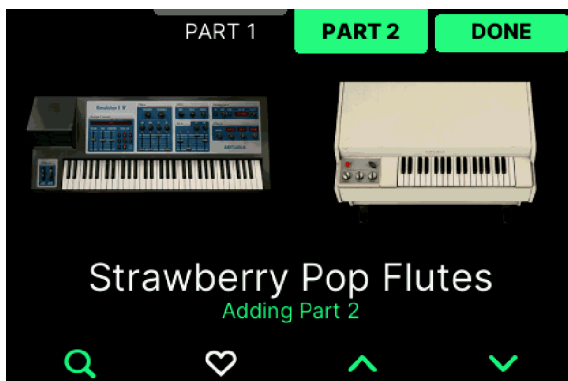 PART 1
PART 2
DONE
Strawberry Pop Flutes
Adding Part 2